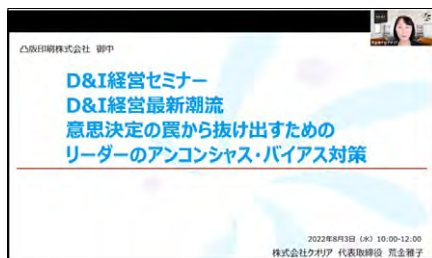 凸版印刷株式会社 御中
D&I経営セミナー
D&I経営最新潮流
意思決定の罠から抜け出すための
リーダーのアンコンシャス・バイアス対策
2022年8月3日（水）10:00-12:00
株式会社クオリア 代表取締役 荒金雅子